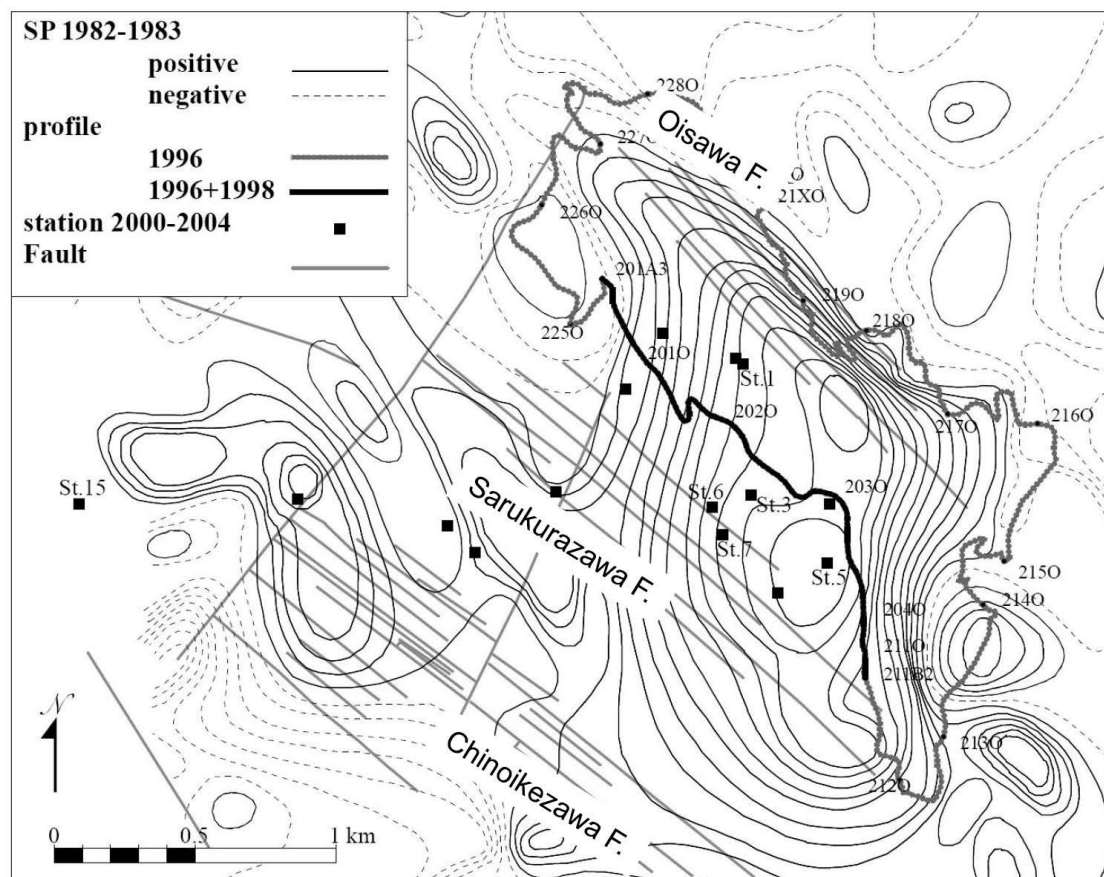 SP 1982-1983
positive
negative
profile
1996
1996+1998
station 2000-2004
Fault
228O
Oisawa F.
O
21XO
226O
201A3
219O
218O
225O
201O
St.1
202O
217O
216O
St.15
Sarukurazawa F.
St.6
St.3
203O
St.7
St.5
215O
214O
204O
211O
211B2
N
Chinoikezawa F.
213O
212O
0 0.5 1 km